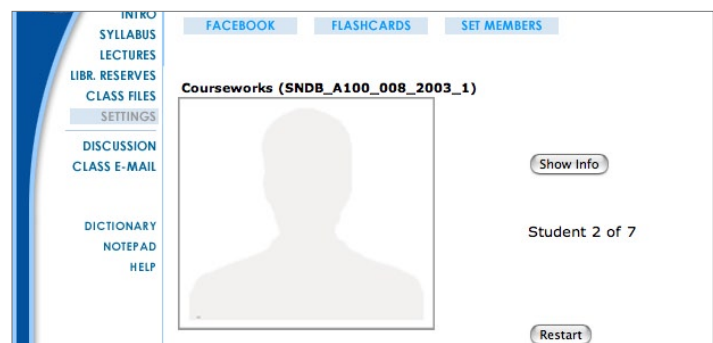 INTRO
SYLLABUS
LECTURES
LIBR. RESERVES
CLASS FILES
SETTINGS
DISCUSSION
CLASS E-MAIL
DICTIONARY
NOTEPAD
HELP
FACEBOOK FLASHCARDS SET MEMBERS
Courseworks (SNDB_A100_008_2003_1)
Show Info
Student 2 of 7
Restart